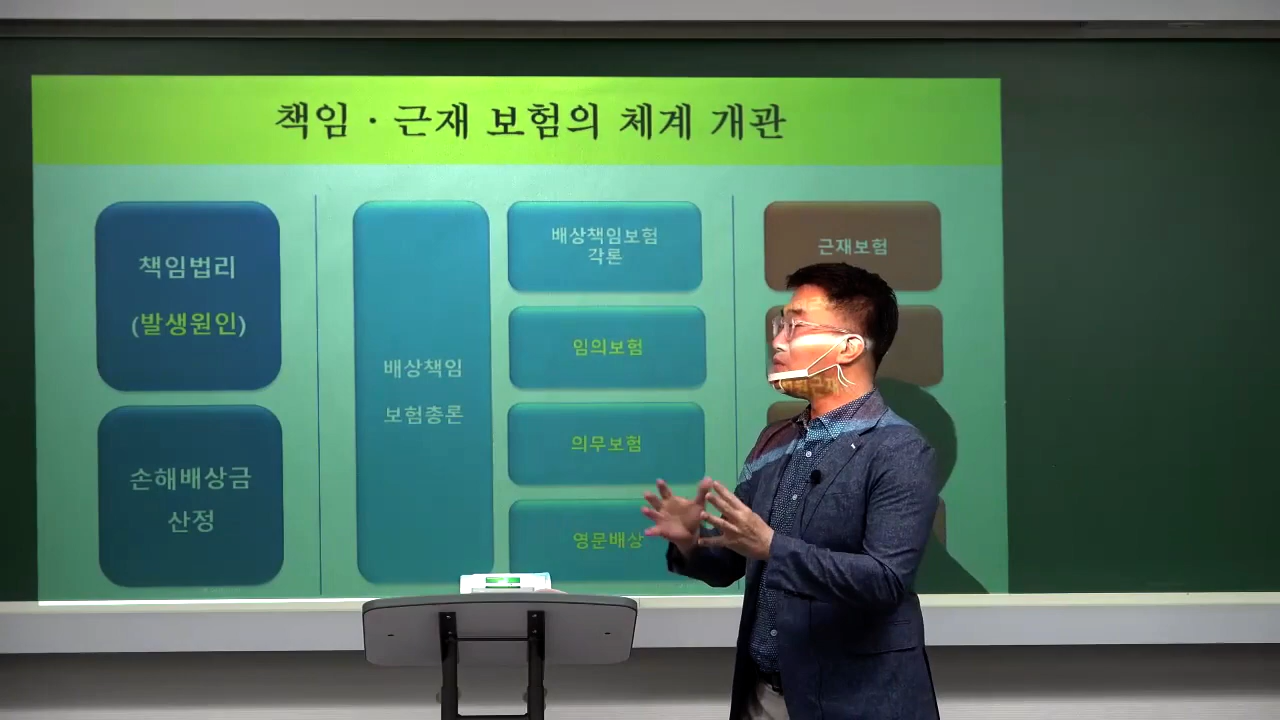 책임 · 근재 보험의 체계 개관
책임법리
(발생원인)
손해배상금
산정
배상책임
보험총론
배상책임보험
각론
임의보험
의무보험
영문배상
근재보험